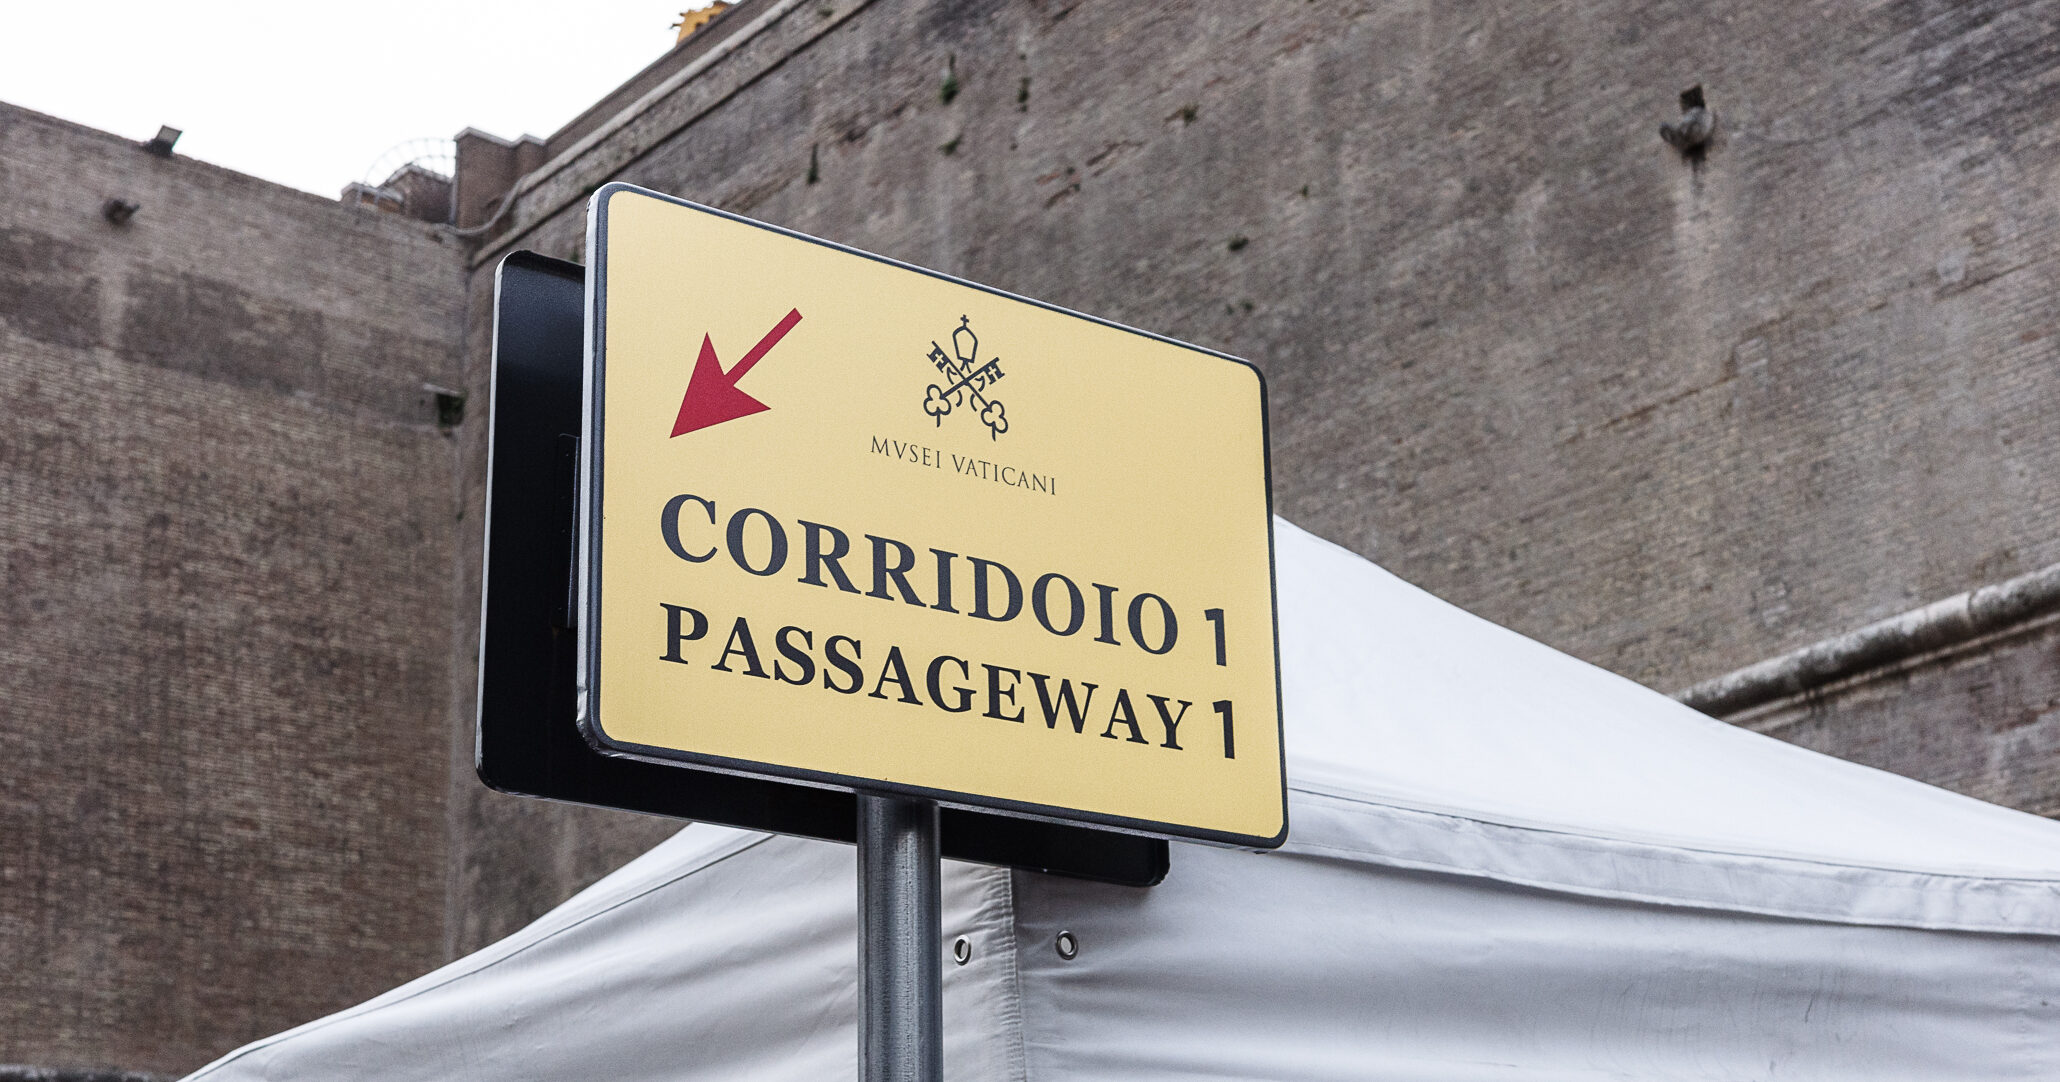 MVSEI VATICANI
CORRIDOIO 1
PASSAGEWAY 1